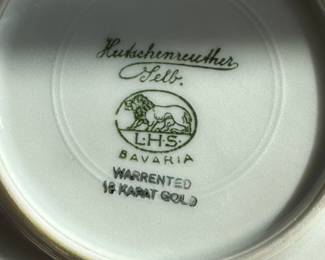 Hutschenreuther
Selb.
L·H·S·
BAVARIA
WARRENTED
18 KARAT GOLD